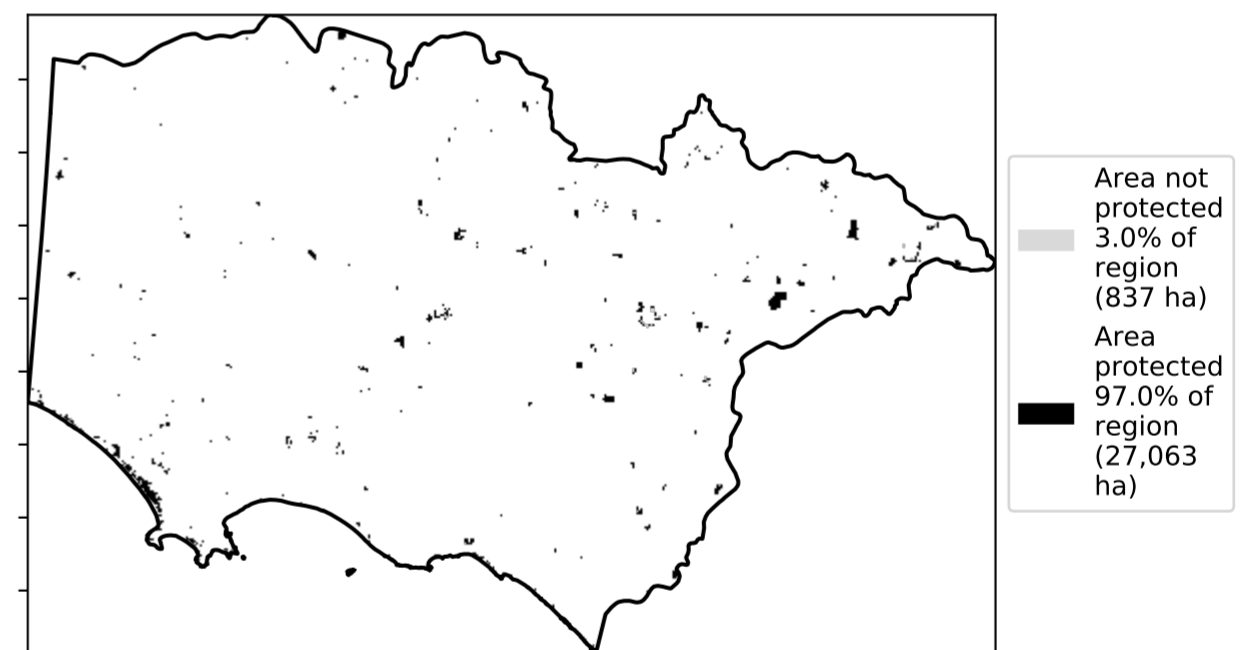 Area not
protected
3.0% of
region
(837 ha)
Area
protected
97.0% of
region
(27,063
ha)